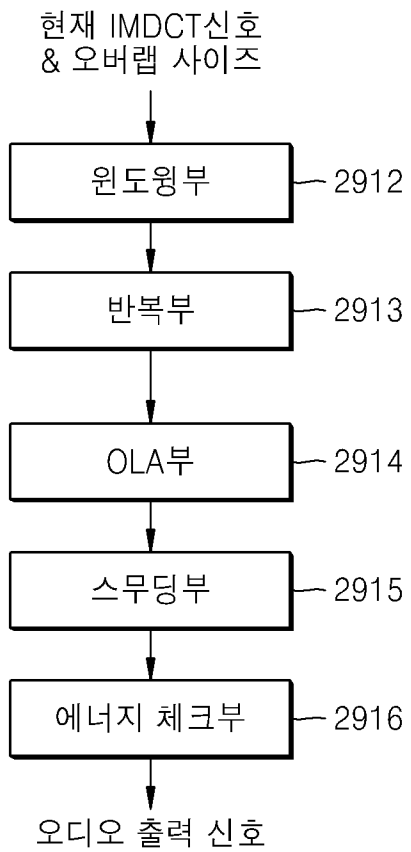 현재 IMDCT신호
& 오버랩 사이즈
윈도윙부
2912
반복부
2913
OLA부
2914
스무딩부
2915
에너지 체크부
2916
오디오 출력 신호